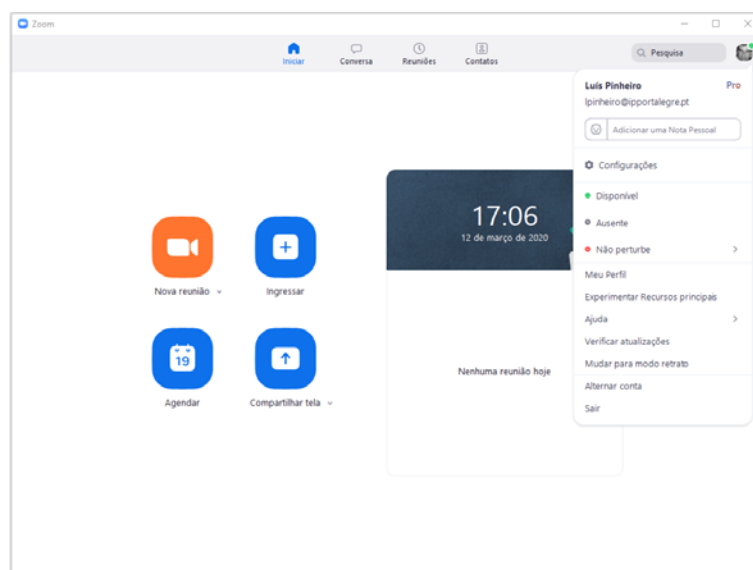 Zoom
Iniciar
Conversa
Reuniões
Contatos
Pesquisa
Luís Pinheiro
Pro
lpinheiro@ipportalegre.pt
Adicionar uma Nota Pessoal
Configurações
Disponível
Ausente
Não perturbe
Meu Perfil
Experimentar Recursos principais
Ajuda
Verificar atualizações
Mudar para modo retrato
Alternar conta
Sair
17:06
12 de março de 2020
Nova reunião
Ingressar
19
Agendar
Compartilhar tela
Nenhuma reunião hoje